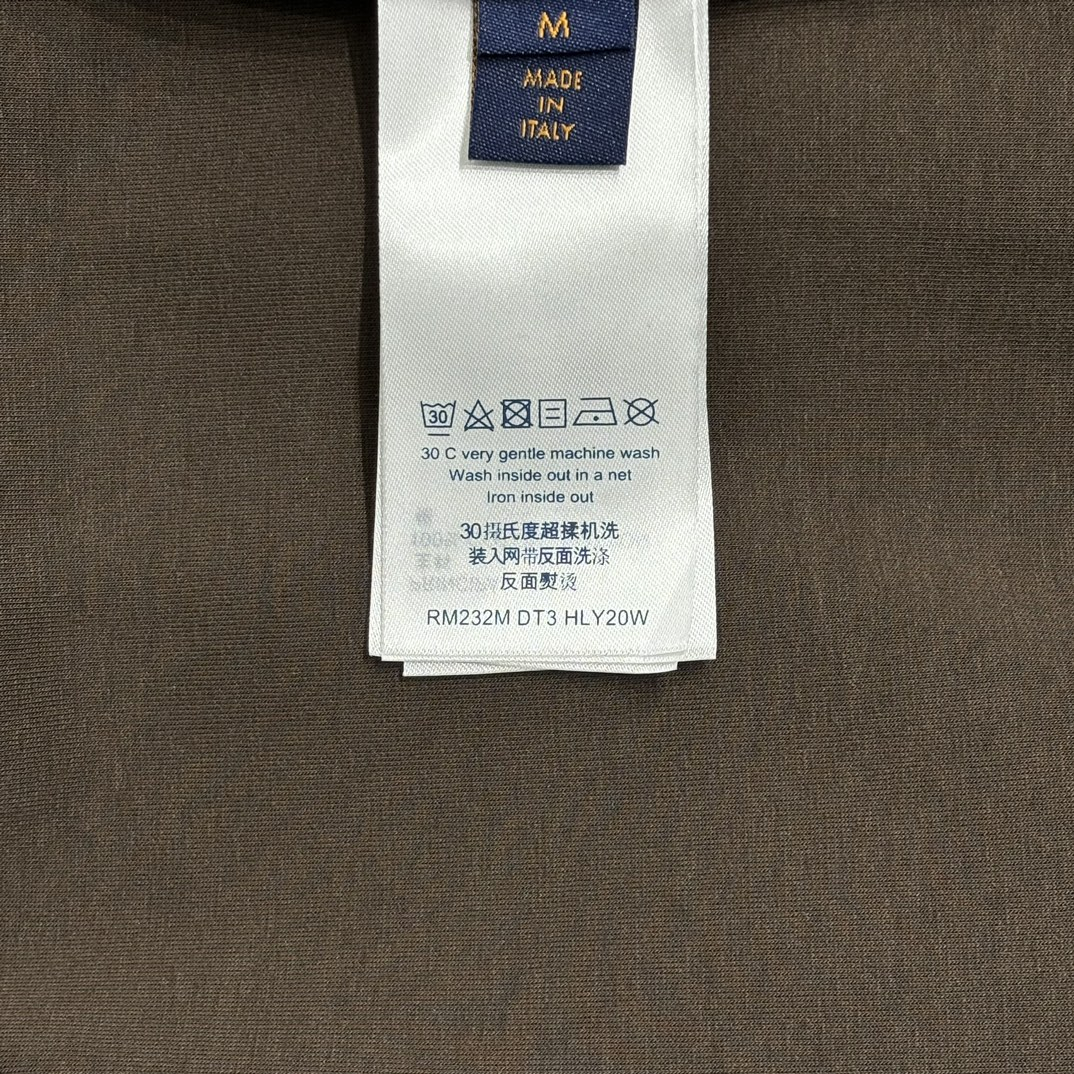 M
MADE
IN
ITALY
30
30 C very gentle machine wash
Wash inside out in a net
Iron inside out
30摄氏度超揉机洗
装入网带反面洗涤
反面熨烫
RM232M DT3 HLY20W